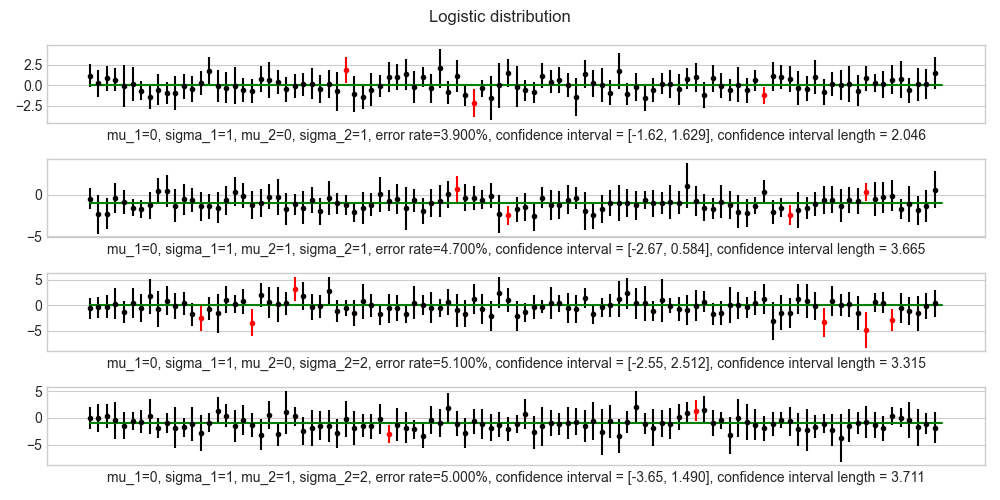 Logistic distribution
2.5
0.0
−2.5
mu_1=0, sigma_1=1, mu_2=0, sigma_2=1, error rate=3.900%, confidence interval = [-1.62, 1.629], confidence interval length = 2.046
0
−5
mu_1=0, sigma_1=1, mu_2=1, sigma_2=1, error rate=4.700%, confidence interval = [-2.67, 0.584], confidence interval length = 3.665
5
0
−5
mu_1=0, sigma_1=1, mu_2=0, sigma_2=2, error rate=5.100%, confidence interval = [-2.55, 2.512], confidence interval length = 3.315
5
0
−5
mu_1=0, sigma_1=1, mu_2=1, sigma_2=2, error rate=5.000%, confidence interval = [-3.65, 1.490], confidence interval length = 3.711